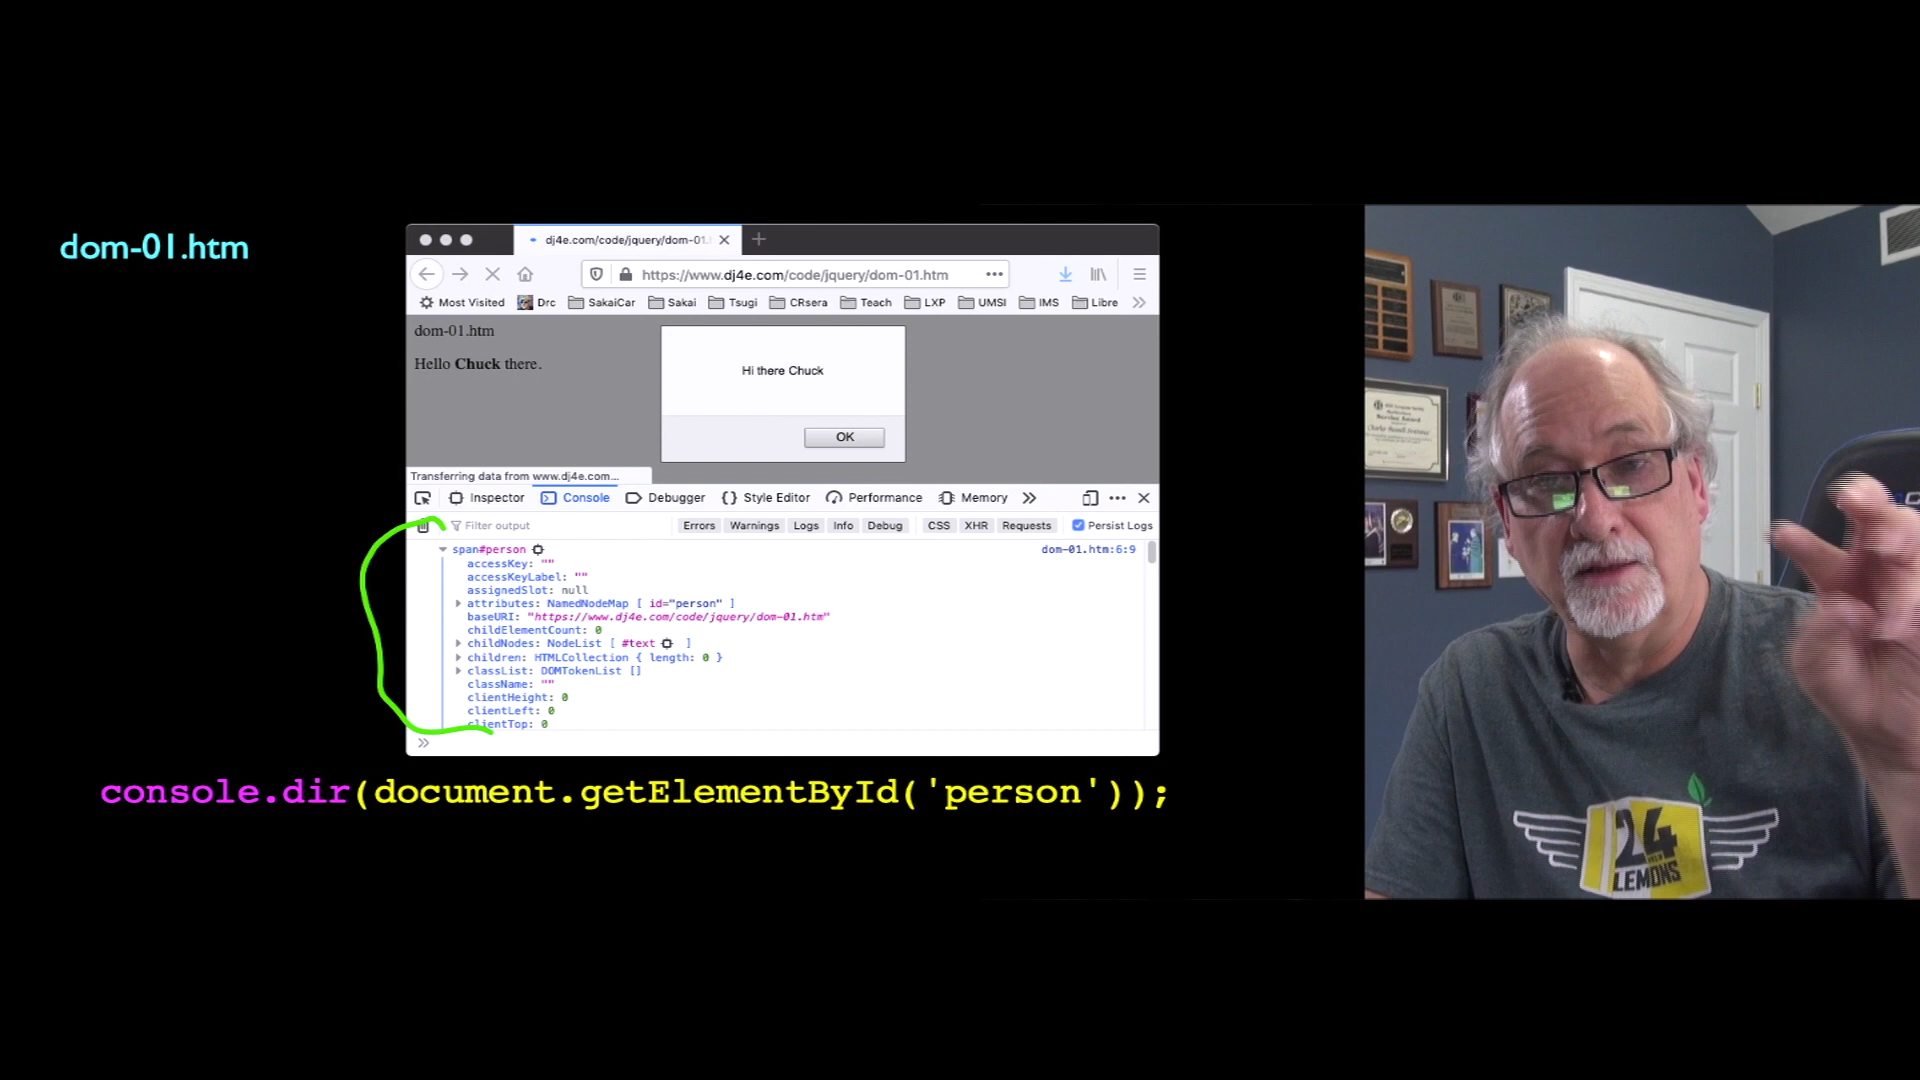 dom-01.htm
dj4e.com/code/jquery/dom-01.
https://www.dj4e.com/code/jquery/dom-01.htm
Most Visited Drc SakaiCar Sakai Tsugi CRsera Teach LXP UMSI IMS Libre
dom-01.htm
Hello Chuck there.
Hi there Chuck
OK
Transferring data from www.dj4e.com...
Inspector Console Debugger {} Style Editor Performance Memory
Filter output Errors Warnings Logs Info Debug CSS XHR Requests Persist Logs
span#person dom-01.htm:6:9
accessKey: ""
accessKeyLabel: ""
assignedSlot: null
attributes: NamedNodeMap [ id="person" ]
baseURI: "https://www.dj4e.com/code/jquery/dom-01.htm"
childElementCount: 0
childNodes: NodeList [ #text ]
children: HTMLCollection { length: 0 }
classList: DOMTokenList []
className: ""
clientHeight: 0
clientLeft: 0
clientTop: 0
console.dir(document.getElementById('person'));
Service Award
24
LEMONS